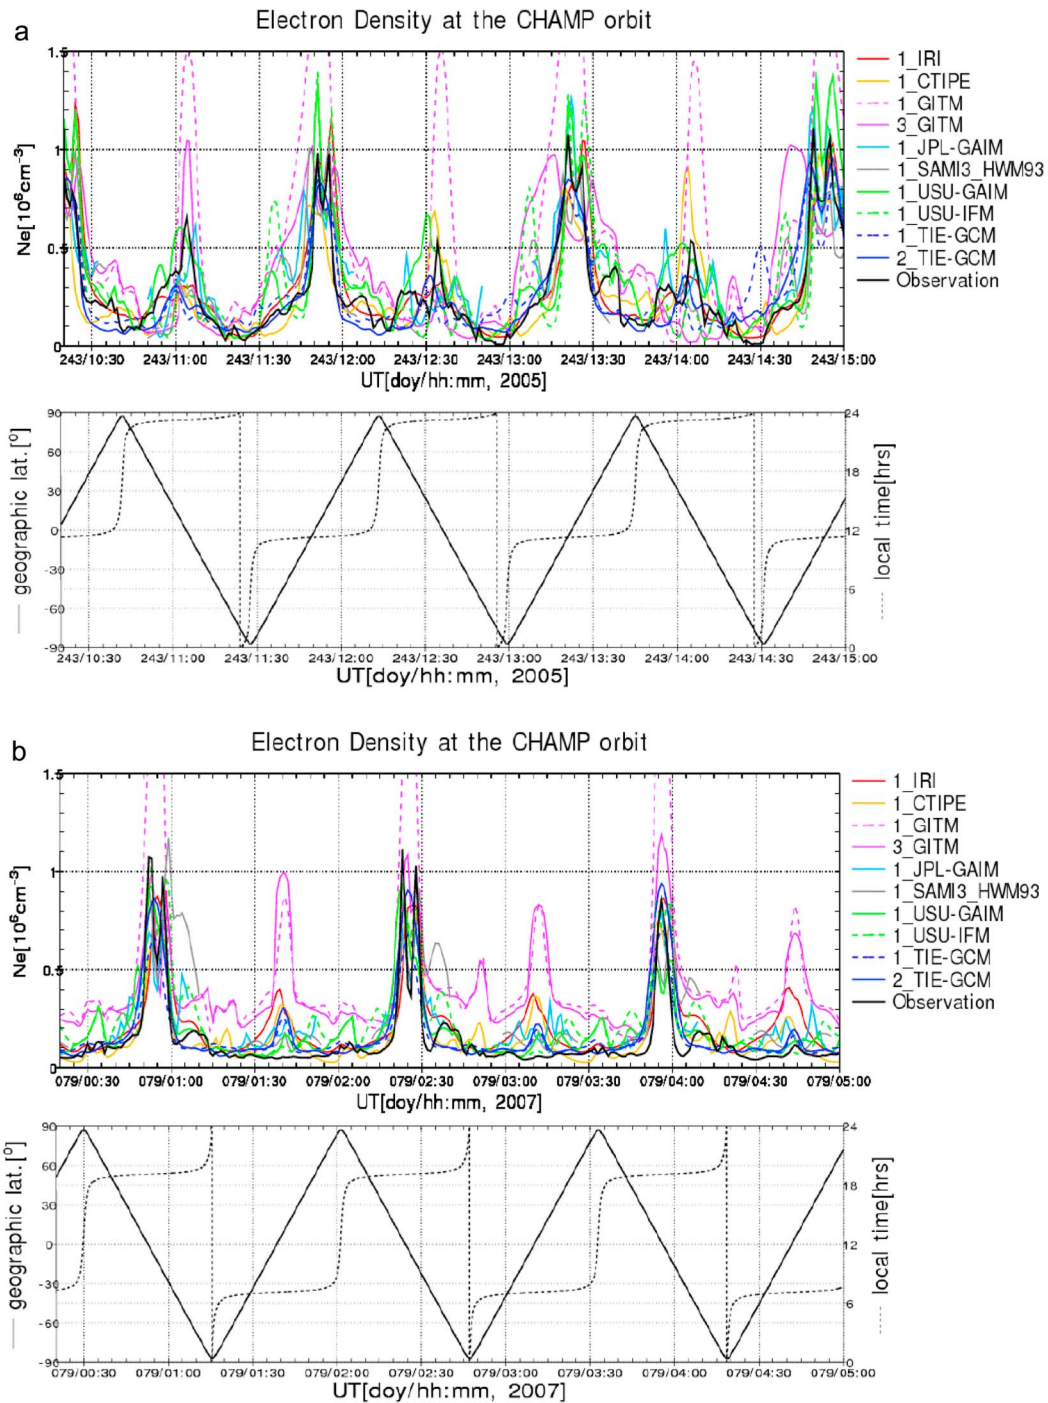 a
Electron Density at the CHAMP orbit
1.5
1
0.5
0
Ne[10⁶cm⁻³]
243/10:30 243/11:00 243/11:30 243/12:00 243/12:30 243/13:00 243/13:30 243/14:00 243/14:30 243/15:00
UT[doy/hh:mm, 2005]
1_IRI
1_CTIPE
1_GITM
3_GITM
1_JPL-GAIM
1_SAMI3_HWM93
1_USU-GAIM
1_USU-IFM
1_TIE-GCM
2_TIE-GCM
Observation
90
60
30
0
-30
-60
-90
geographic lat.[⁰]
24
18
12
6
0
local time[hrs]
243/10:30 243/11:00 243/11:30 243/12:00 243/12:30 243/13:00 243/13:30 243/14:00 243/14:30 243/15:00
UT[doy/hh:mm, 2005]
b
Electron Density at the CHAMP orbit
1.5
1
0.5
0
Ne[10⁶cm⁻³]
079/00:30 079/01:00 079/01:30 079/02:00 079/02:30 079/03:00 079/03:30 079/04:00 079/04:30 079/05:00
UT[doy/hh:mm, 2007]
1_IRI
1_CTIPE
1_GITM
3_GITM
1_JPL-GAIM
1_SAMI3_HWM93
1_USU-GAIM
1_USU-IFM
1_TIE-GCM
2_TIE-GCM
Observation
90
60
30
0
-30
-60
-90
geographic lat.[⁰]
24
18
12
6
0
local time[hrs]
079/00:30 079/01:00 079/01:30 079/02:00 079/02:30 079/03:00 079/03:30 079/04:00 079/04:30 079/05:00
UT[doy/hh:mm, 2007]